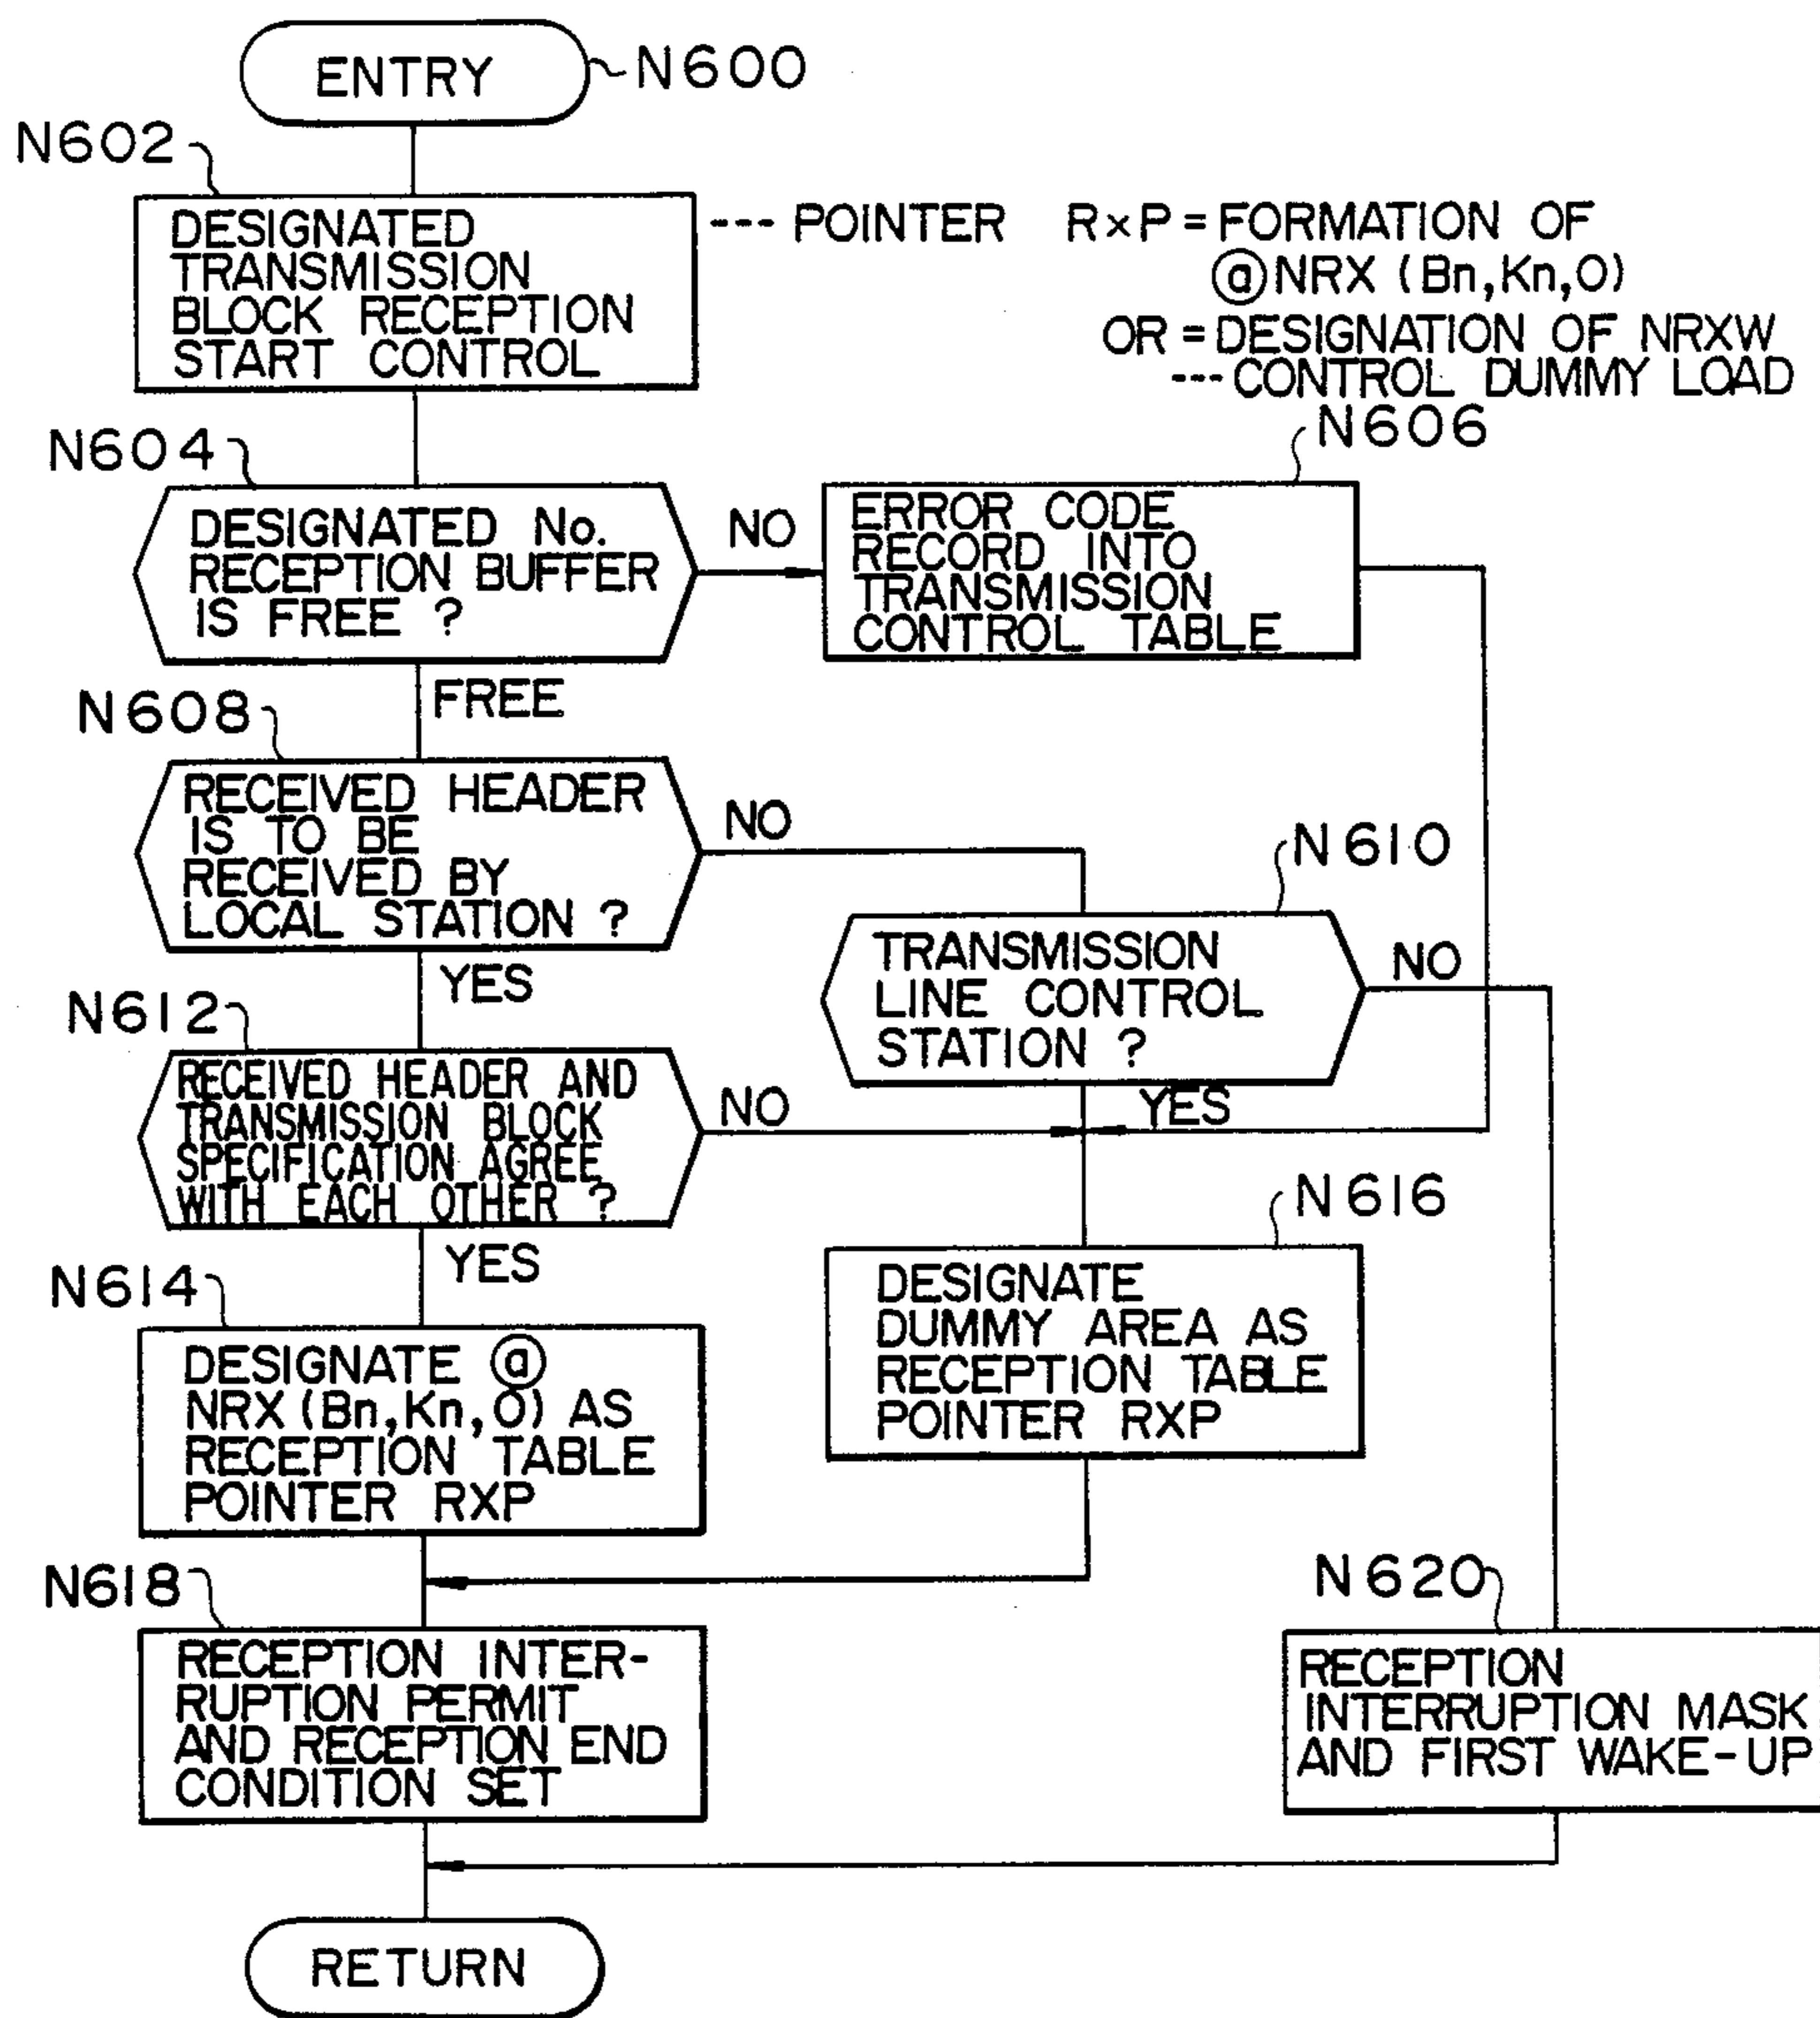 ENTRY
N600
N602
DESIGNATED
TRANSMISSION
BLOCK RECEPTION
START CONTROL
--- POINTER R×P = FORMATION OF
ⓐ NRX (Bn,Kn,0)
OR = DESIGNATION OF NRXW
--- CONTROL DUMMY LOAD
N604
DESIGNATED No.
RECEPTION BUFFER
IS FREE ?
NO
N606
ERROR CODE
RECORD INTO
TRANSMISSION
CONTROL TABLE
FREE
N608
RECEIVED HEADER
IS TO BE
RECEIVED BY
LOCAL STATION ?
NO
N610
TRANSMISSION
LINE CONTROL
STATION ?
NO
YES
YES
N612
RECEIVED HEADER AND
TRANSMISSION BLOCK
SPECIFICATION AGREE
WITH EACH OTHER ?
NO
YES
N614
DESIGNATE ⓐ
NRX (Bn,Kn,0) AS
RECEPTION TABLE
POINTER RXP
N616
DESIGNATE
DUMMY AREA AS
RECEPTION TABLE
POINTER RXP
N618
RECEPTION INTER-
RUPTION PERMIT
AND RECEPTION END
CONDITION SET
N620
RECEPTION
INTERRUPTION MASK
AND FIRST WAKE-UP
RETURN